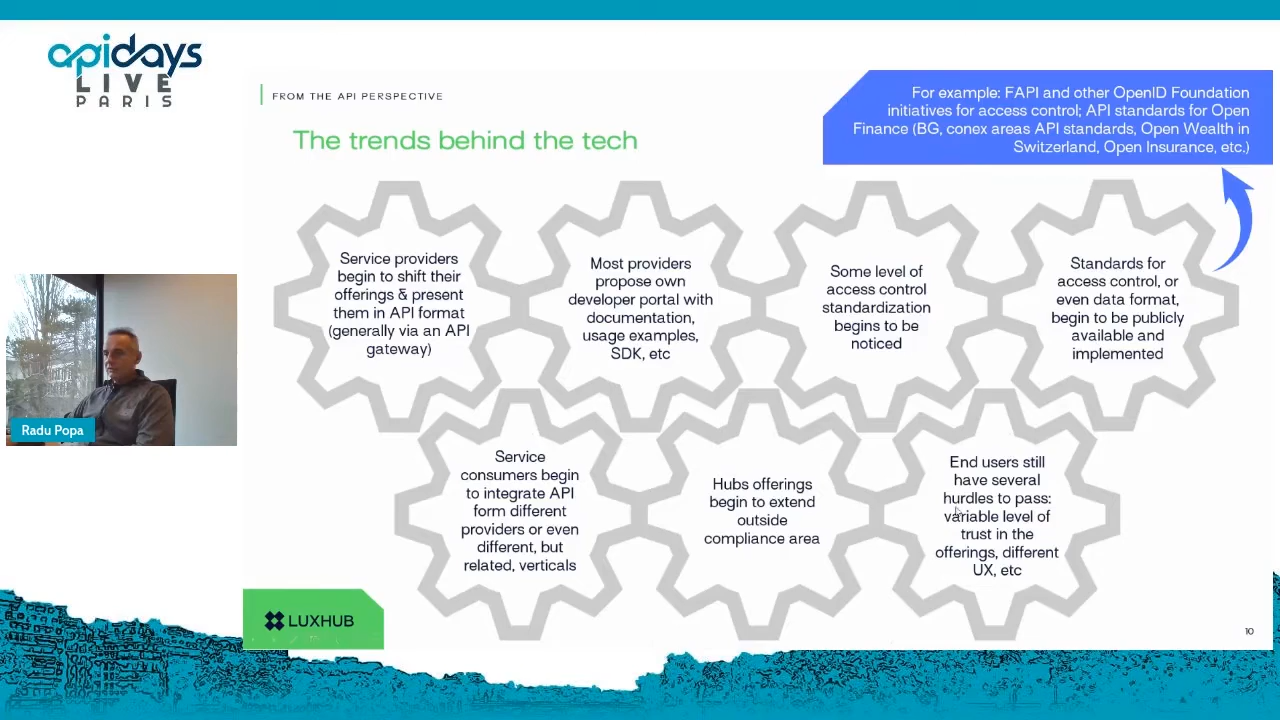 apidays
LIVE
PARIS
FROM THE API PERSPECTIVE
The trends behind the tech
For example: FAPI and other OpenID Foundation
initiatives for access control; API standards for Open
Finance (BG, conex areas API standards, Open Wealth in
Switzerland, Open Insurance, etc.)
Service providers
begin to shift their
offerings & present
them in API format
(generally via an API
gateway)
Most providers
propose own
developer portal with
documentation,
usage examples,
SDK, etc
Some level of
access control
standardization
begins to be
noticed
Standards for
access control, or
even data format,
begin to be publicly
available and
implemented
Service
consumers begin
to integrate API
form different
providers or even
different, but
related, verticals
Hubs offerings
begin to extend
outside
compliance area
End users still
have several
hurdles to pass:
variable level of
trust in the
offerings, different
UX, etc
Radu Popa
LUXHUB
10